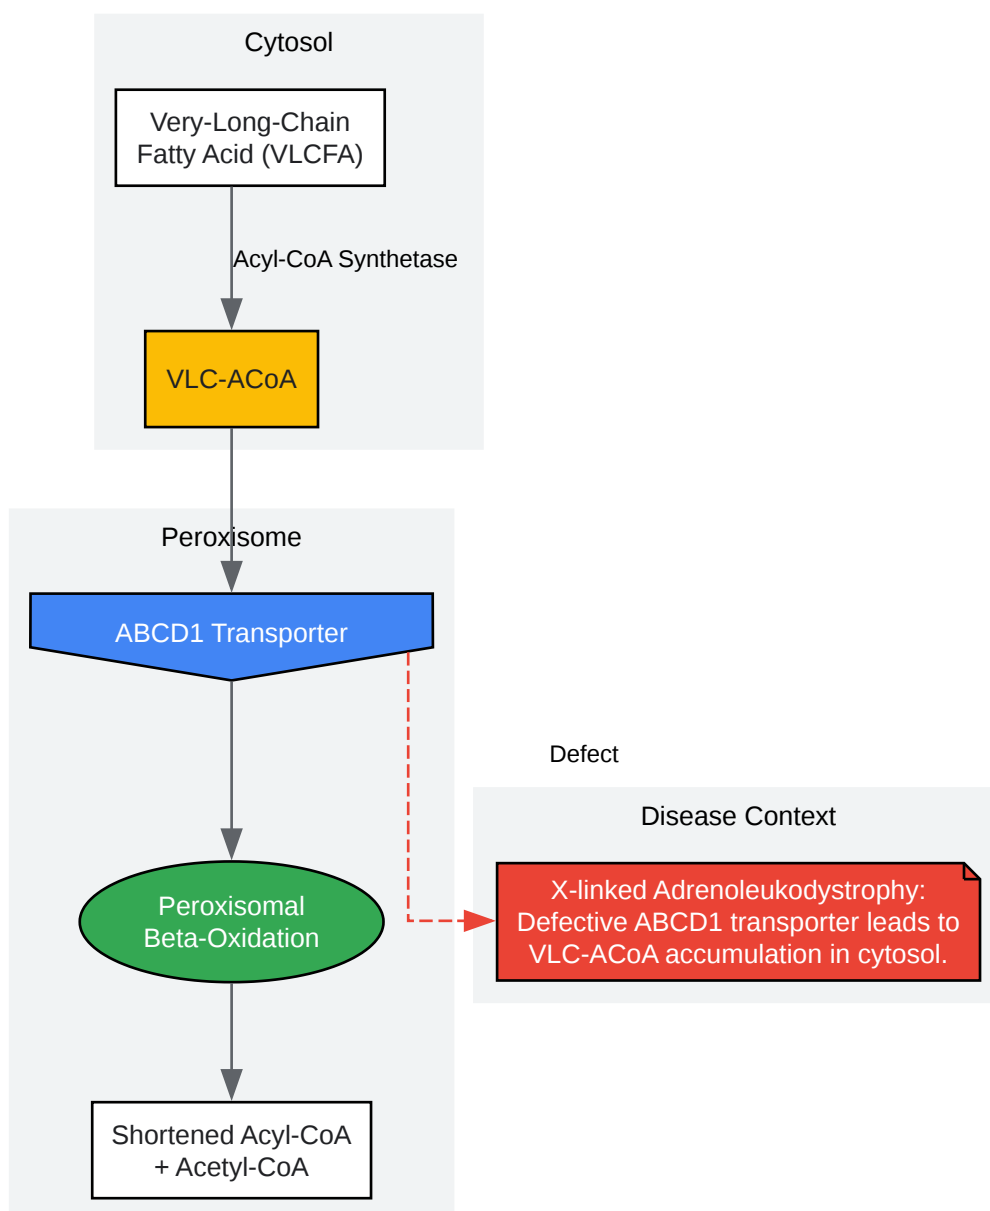 Cytosol
Very-Long-Chain
Fatty Acid (VLCFA)
Acyl-CoA Synthetase
VLC-ACoA
Peroxisome
ABCD1 Transporter
Defect
Disease Context
X-linked Adrenoleukodystrophy:
Defective ABCD1 transporter leads to
VLC-ACoA accumulation in cytosol.
Peroxisomal
Beta-Oxidation
Shortened Acyl-CoA
+ Acetyl-CoA